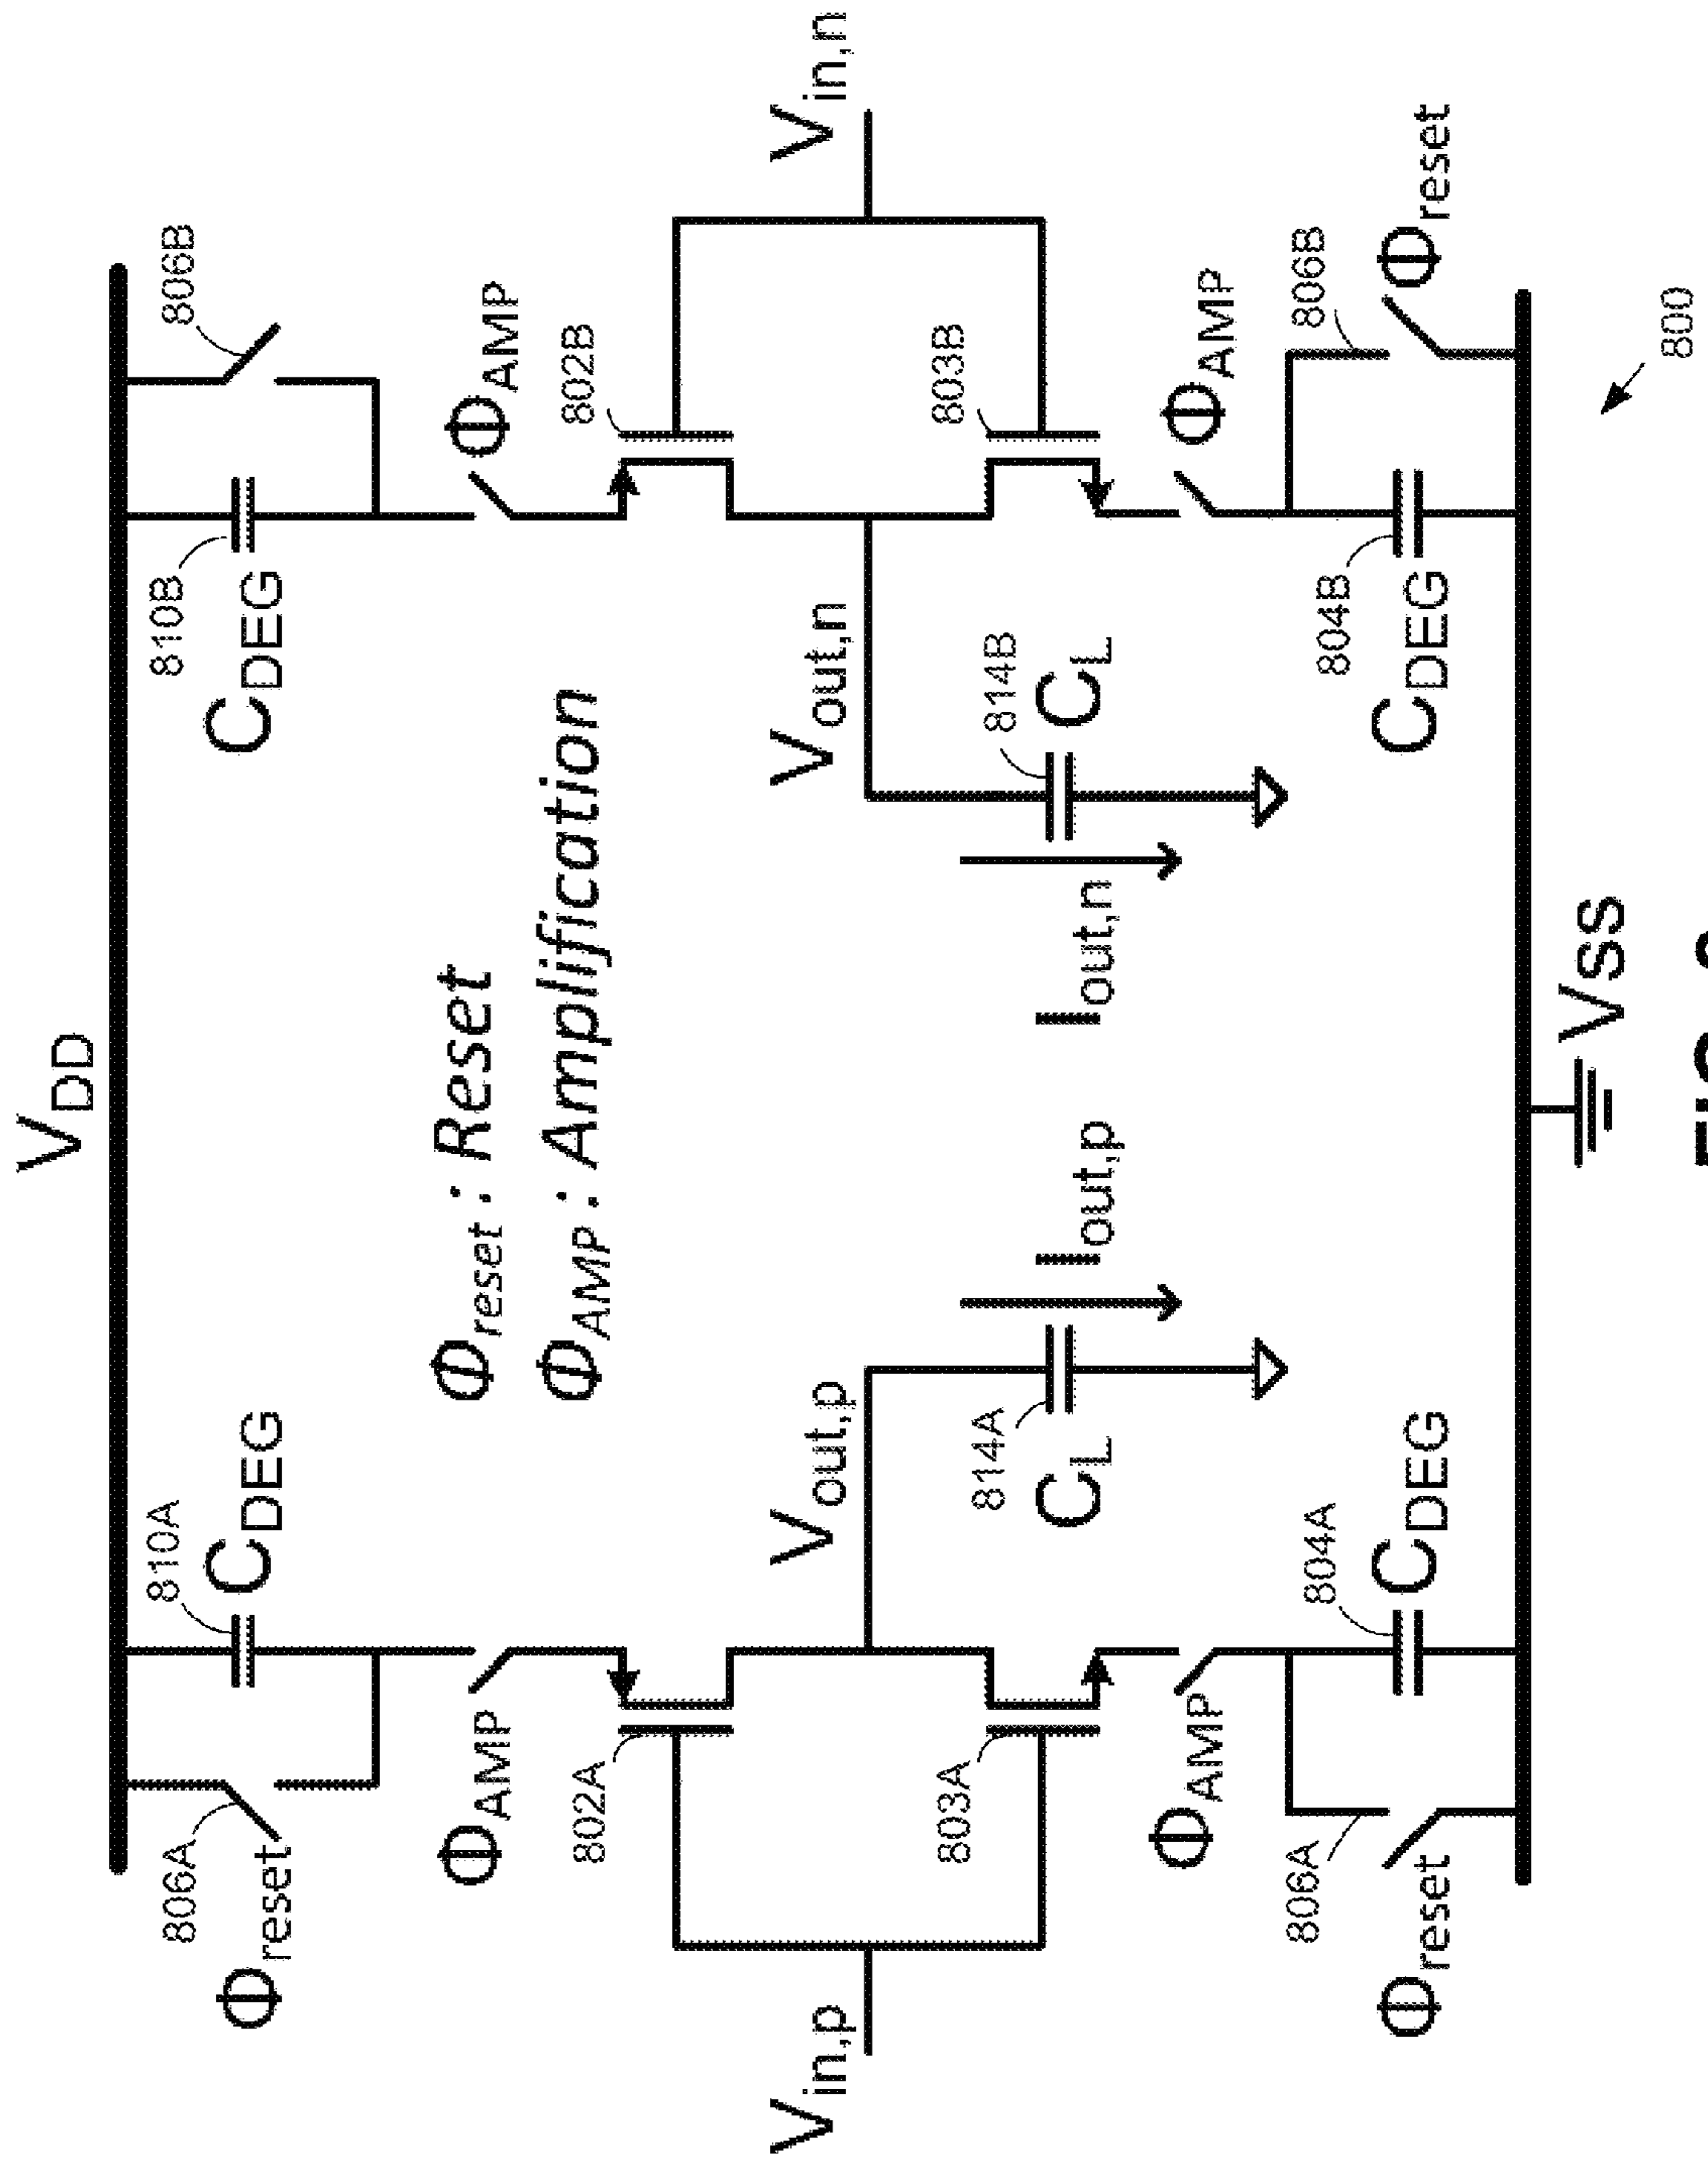 V_DD
806A
Φ_reset
810A
C_DEG
810B
C_DEG
806B
Φ_AMP
Φ_reset : Reset
Φ_AMP
802A
Φ_AMP : Amplification
802B
V_in,p
V_out,p
V_out,n
V_in,n
803A
814A
C_L
I_out,p
I_out,n
814B
C_L
803B
Φ_AMP
Φ_AMP
806A
Φ_reset
804A
C_DEG
804B
C_DEG
806B
Φ_reset
VSS
800